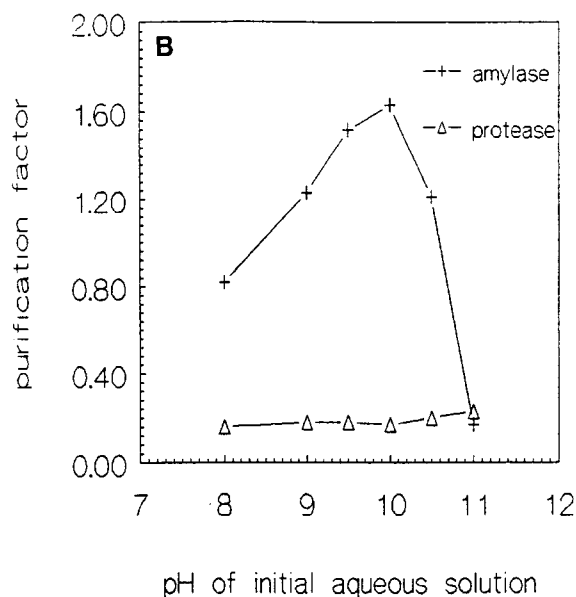 2.00
B
amylase
1.60
protease
1.20
0.80
0.40
0.00
purification factor
7 8 9 10 11 12
pH of initial aqueous solution